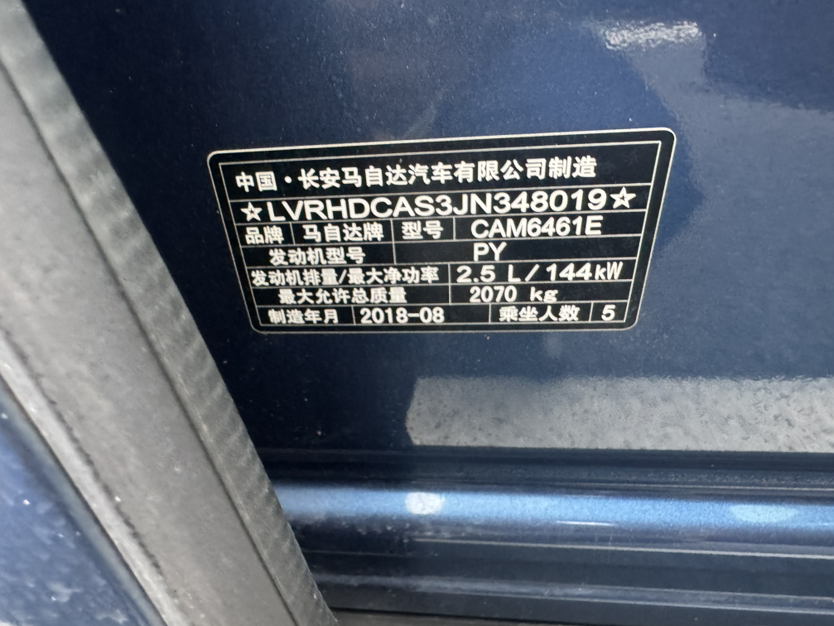 中国·长安马自达汽车有限公司制造
☆LVRHDCAS3JN348019☆
品牌 马自达牌 型号 CAM6461E
发动机型号 PY
发动机排量/最大净功率 2.5 L/144kW
最大允许总质量 2070 kg
制造年月 2018-08 乘坐人数 5